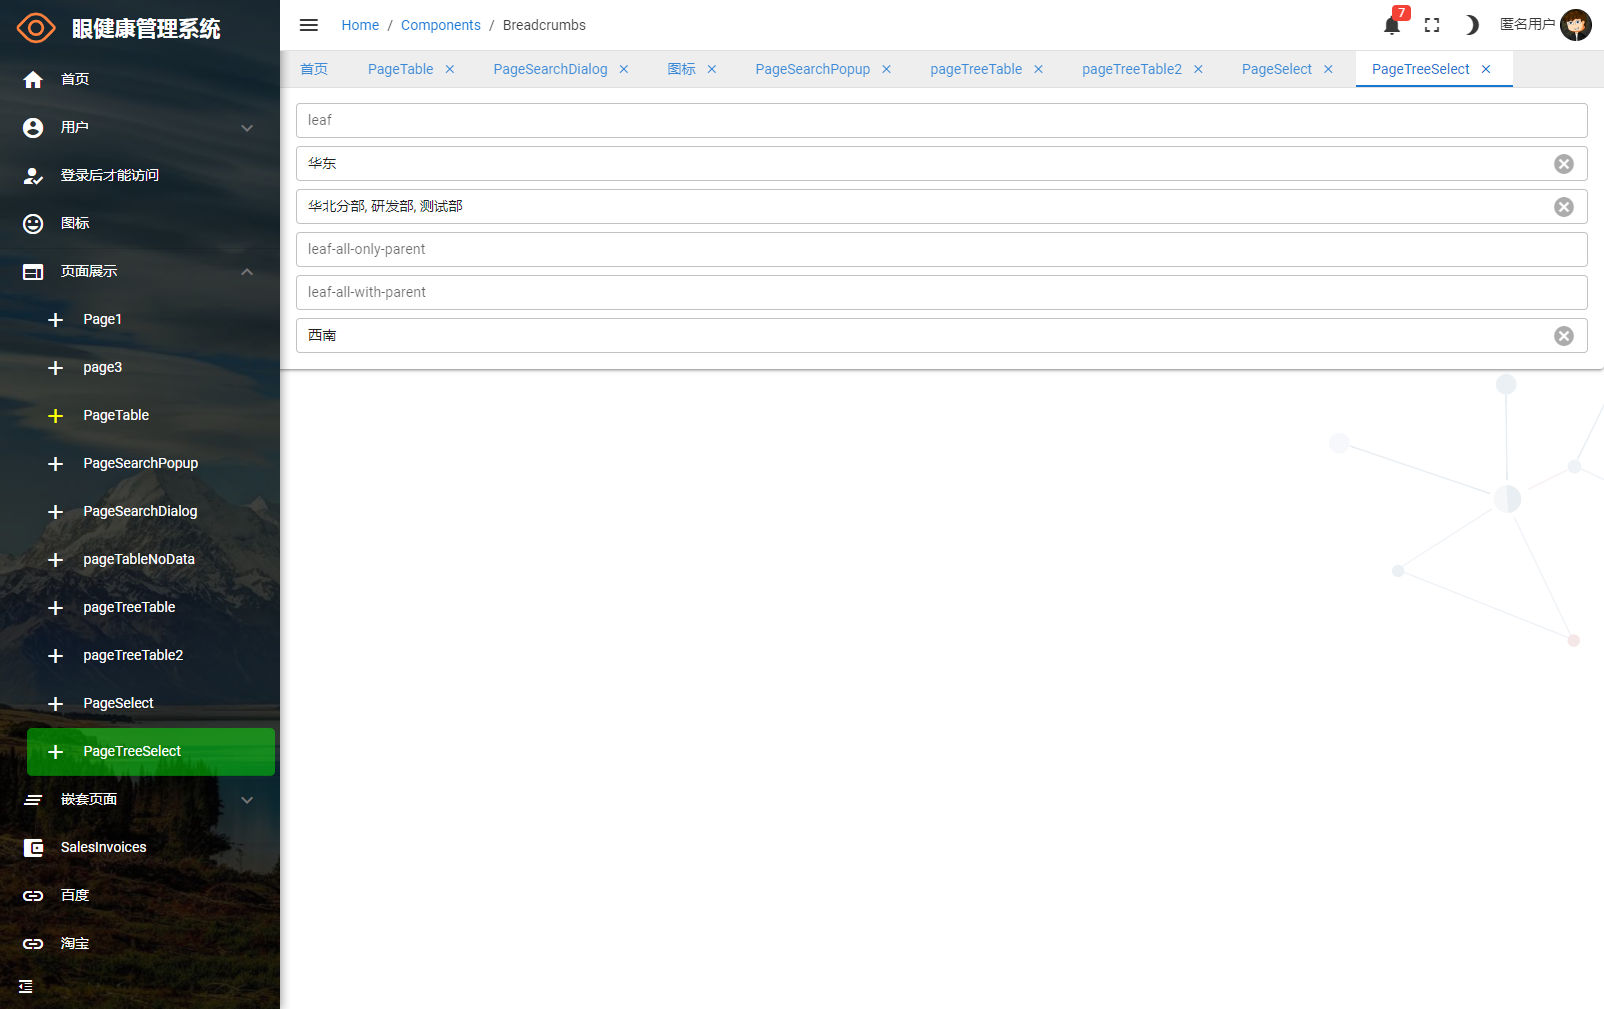 眼健康管理系统
首页
用户
登录后才能访问
图标
页面展示
Page1
page3
PageTable
PageSearchPopup
PageSearchDialog
pageTableNoData
pageTreeTable
pageTreeTable2
PageSelect
PageTreeSelect
嵌套页面
SalesInvoices
百度
淘宝
Home / Components / Breadcrumbs
7
匿名用户
首页 PageTable PageSearchDialog 图标 PageSearchPopup pageTreeTable pageTreeTable2 PageSelect PageTreeSelect
leaf
华东
华北分部, 研发部, 测试部
leaf-all-only-parent
leaf-all-with-parent
西南